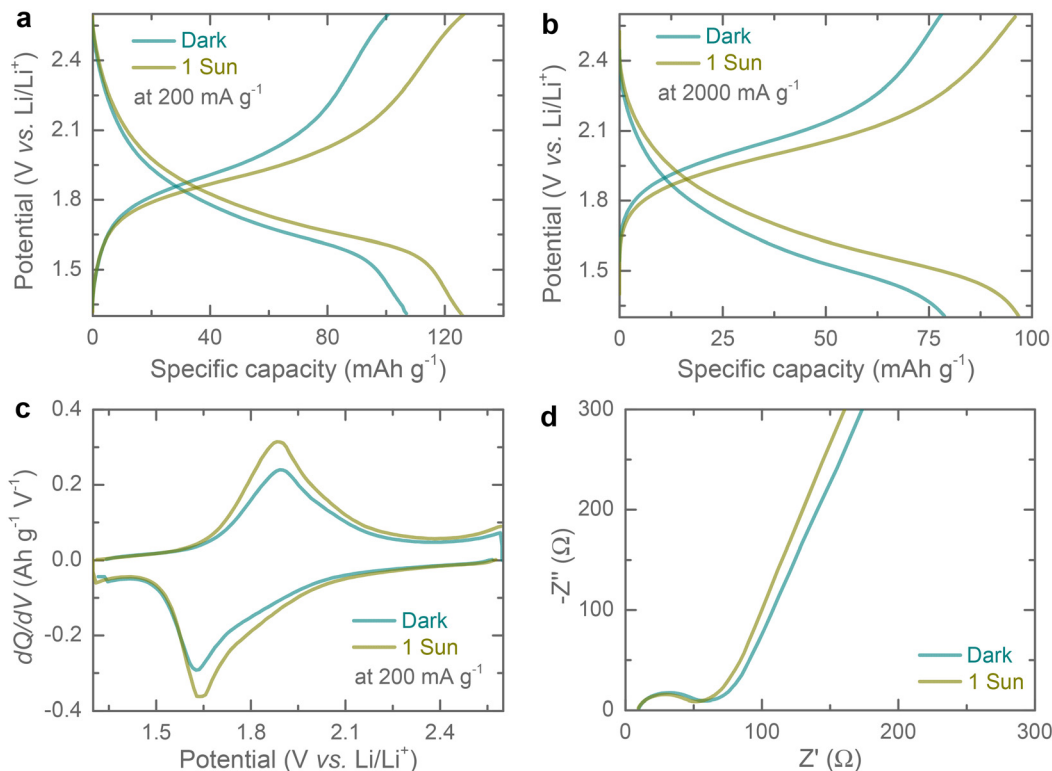 a
Dark
1 Sun
at 200 mA g⁻¹
2.4
2.1
1.8
1.5
Potential (V vs. Li/Li⁺)
0 40 80 120
Specific capacity (mAh g⁻¹)
b
Dark
1 Sun
at 2000 mA g⁻¹
2.4
2.1
1.8
1.5
Potential (V vs. Li/Li⁺)
0 25 50 75 100
Specific capacity (mAh g⁻¹)
c
0.4
0.2
0.0
-0.2
-0.4
dQ/dV (Ah g⁻¹ V⁻¹)
Dark
1 Sun
at 200 mA g⁻¹
1.5 1.8 2.1 2.4
Potential (V vs. Li/Li⁺)
d
300
200
100
0
-Z'' (Ω)
Dark
1 Sun
0 100 200 300
Z' (Ω)